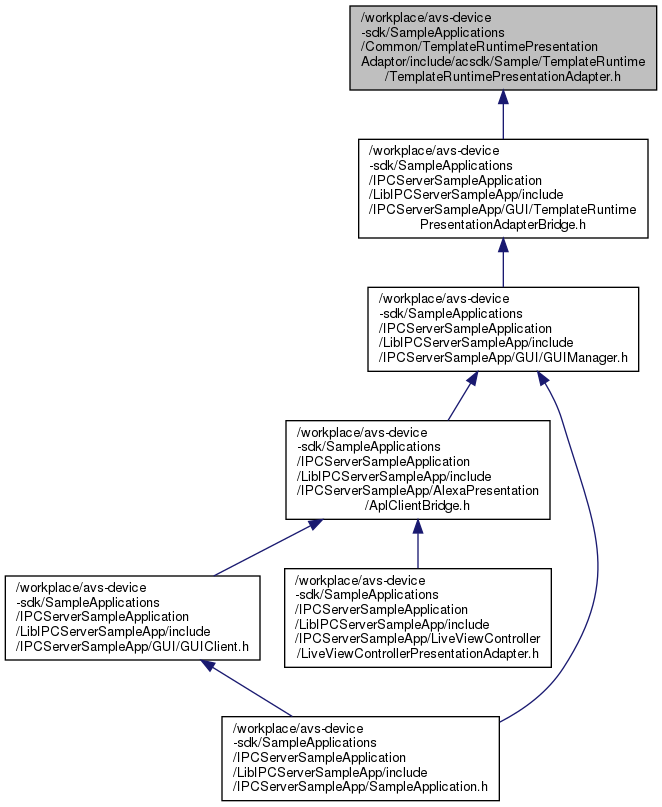 /workplace/avs-device
-sdk/SampleApplications
/Common/TemplateRuntimePresentation
Adaptor/include/acsdk/Sample/TemplateRuntime
/TemplateRuntimePresentationAdapter.h
/workplace/avs-device
-sdk/SampleApplications
/IPCServerSampleApplication
/LibIPCServerSampleApp/include
/IPCServerSampleApp/GUI/TemplateRuntime
PresentationAdapterBridge.h
/workplace/avs-device
-sdk/SampleApplications
/IPCServerSampleApplication
/LibIPCServerSampleApp/include
/IPCServerSampleApp/GUI/GUIManager.h
/workplace/avs-device
-sdk/SampleApplications
/IPCServerSampleApplication
/LibIPCServerSampleApp/include
/IPCServerSampleApp/AlexaPresentation
/AplClientBridge.h
/workplace/avs-device
-sdk/SampleApplications
/IPCServerSampleApplication
/LibIPCServerSampleApp/include
/IPCServerSampleApp/GUI/GUIClient.h
/workplace/avs-device
-sdk/SampleApplications
/IPCServerSampleApplication
/LibIPCServerSampleApp/include
/IPCServerSampleApp/LiveViewController
/LiveViewControllerPresentationAdapter.h
/workplace/avs-device
-sdk/SampleApplications
/IPCServerSampleApplication
/LibIPCServerSampleApp/include
/IPCServerSampleApp/SampleApplication.h